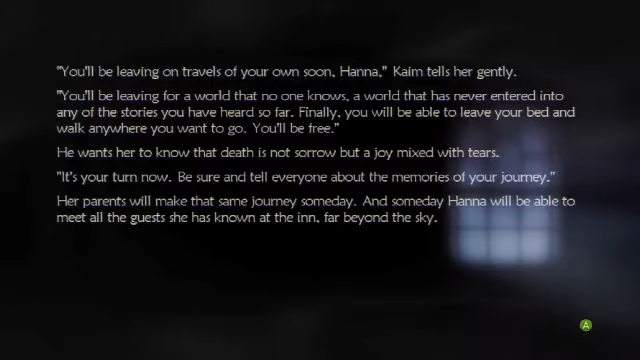 "You'll be leaving on travels of your own soon, Hanna," Kaim tells her gently.
"You'll be leaving for a world that no one knows, a world that has never entered into
any of the stories you have heard so far. Finally, you will be able to leave your bed and
walk anywhere you want to go. You'll be free."
He wants her to know that death is not sorrow but a joy mixed with tears.
"It's your turn now. Be sure and tell everyone about the memories of your journey."
Her parents will make that same journey someday. And someday Hanna will be able to
meet all the guests she has known at the inn, far beyond the sky.
A